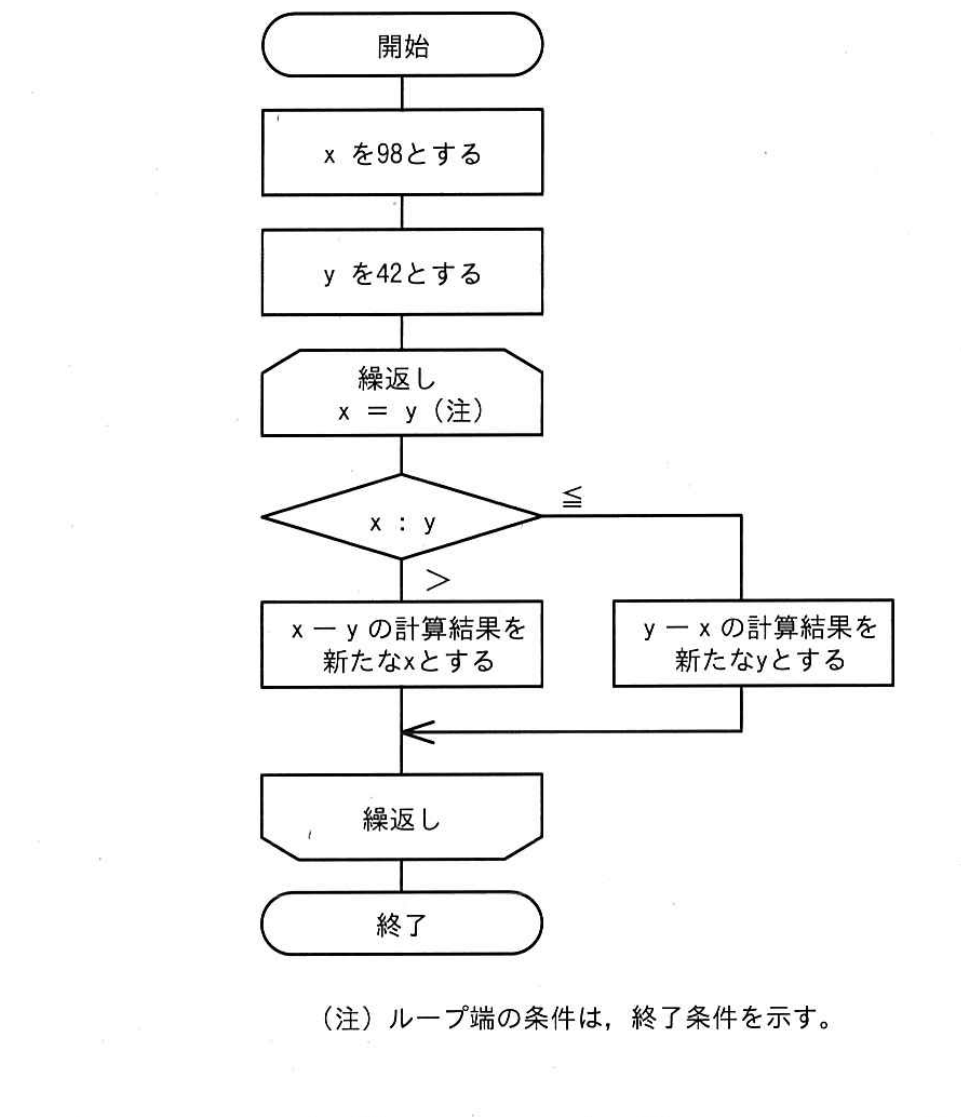 開始
x を98とする
y を42とする
繰返し
x = y(注)
x : y
≦
>
x - y の計算結果を
新たなxとする
y - x の計算結果を
新たなyとする
繰返し
終了
(注)ループ端の条件は,終了条件を示す。